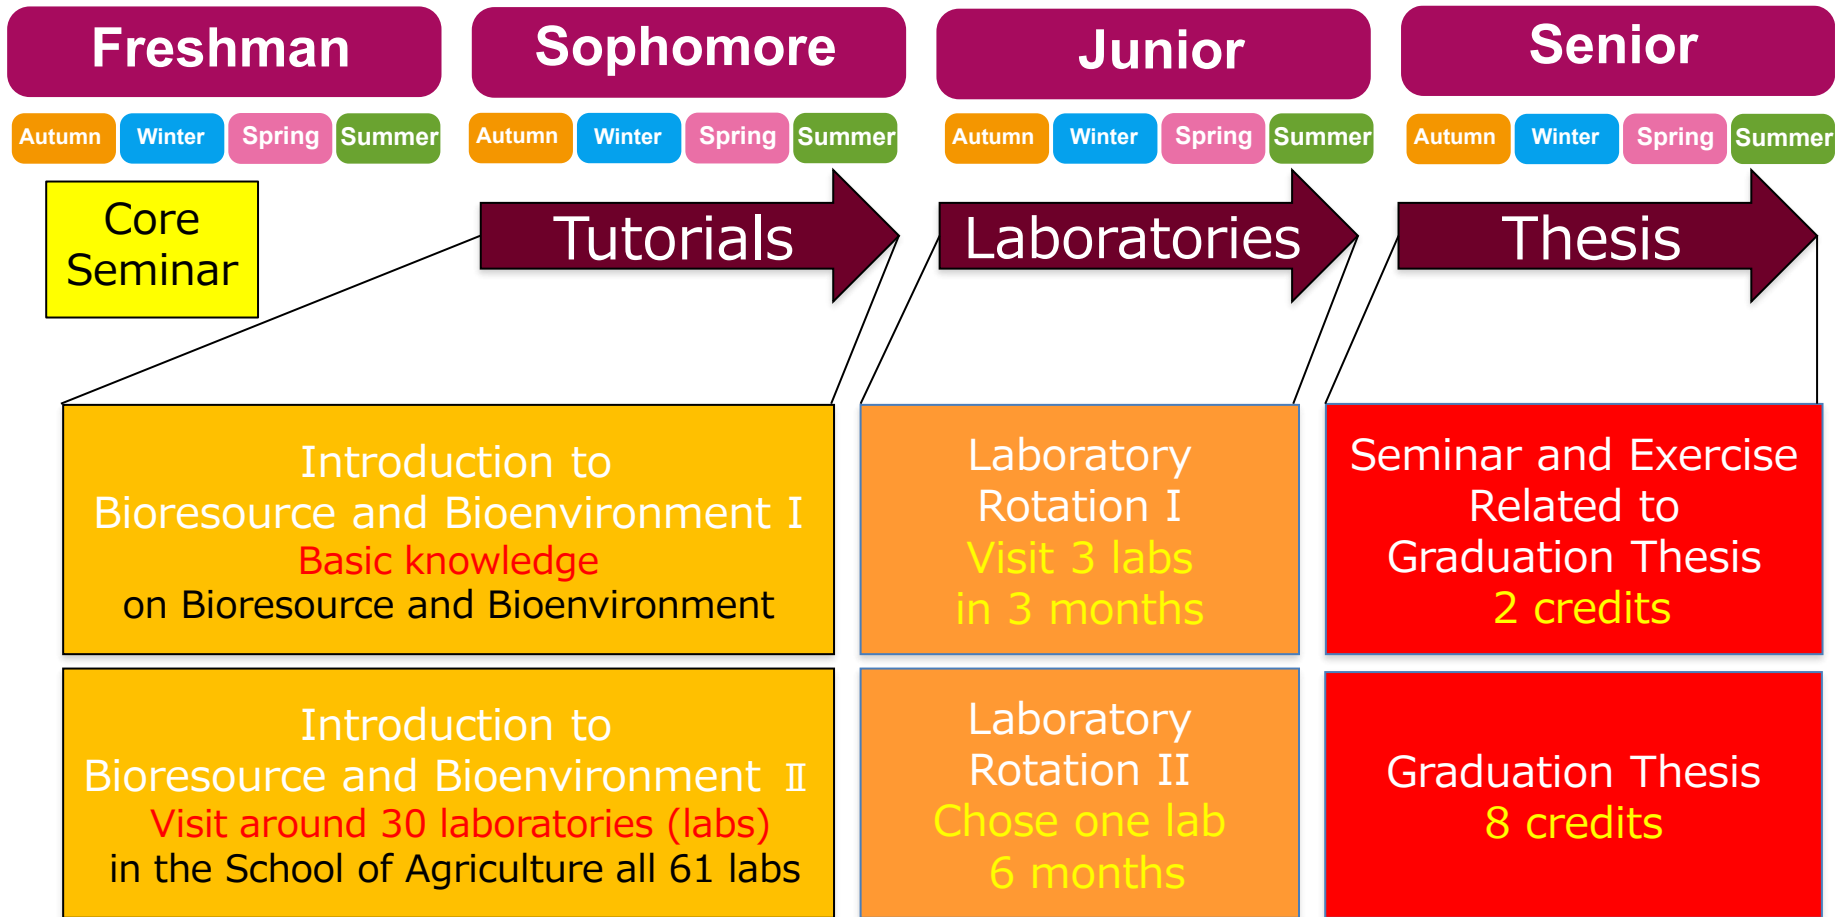 Freshman
Sophomore
Junior
Senior
Autumn Winter Spring Summer
Autumn Winter Spring Summer
Autumn Winter Spring Summer
Autumn Winter Spring Summer
Core
Seminar
Tutorials
Laboratories
Thesis
Introduction to
Bioresource and Bioenvironment I
Basic knowledge
on Bioresource and Bioenvironment
Laboratory
Rotation I
Visit 3 labs
in 3 months
Seminar and Exercise
Related to
Graduation Thesis
2 credits
Introduction to
Bioresource and Bioenvironment Ⅱ
Visit around 30 laboratories (labs)
in the School of Agriculture all 61 labs
Laboratory
Rotation II
Chose one lab
6 months
Graduation Thesis
8 credits